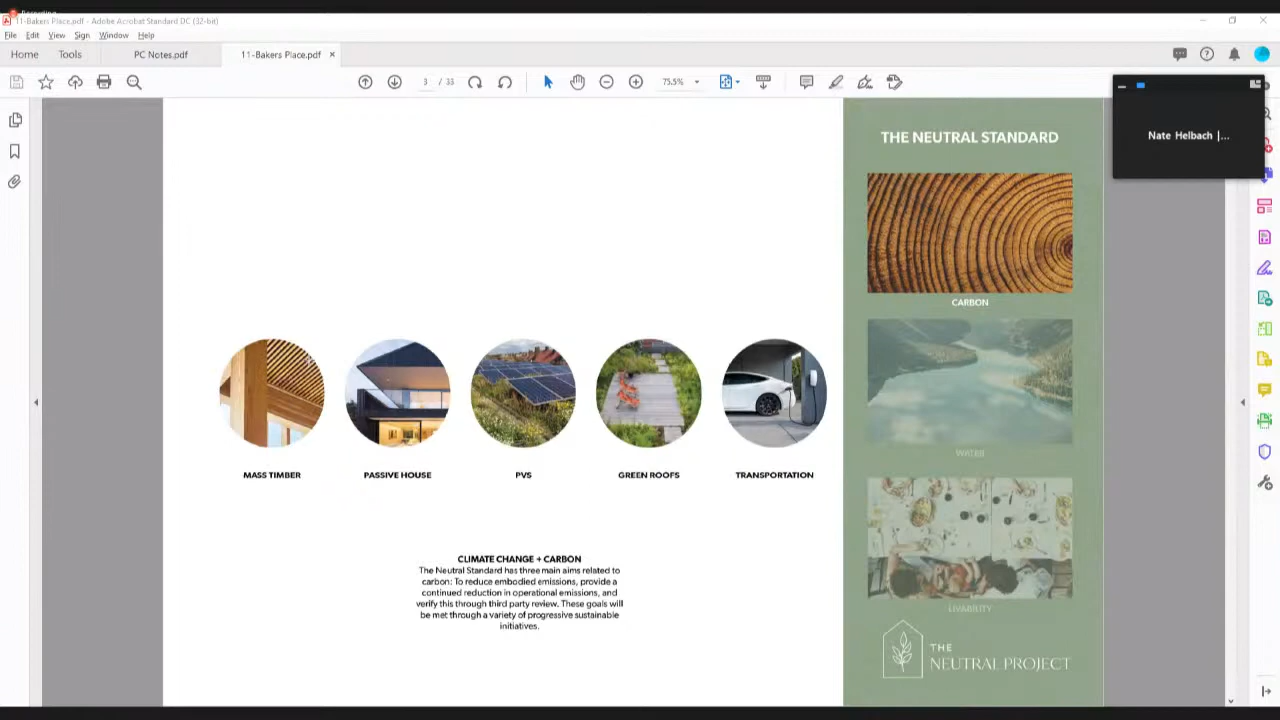 Recording
11-Bakers Place.pdf - Adobe Acrobat Standard DC (32-bit)
File Edit View Sign Window Help
Home Tools PC Notes.pdf 11-Bakers Place.pdf
3 / 33 75.5%
THE NEUTRAL STANDARD
Nate Helbach |...
CARBON
WATER
MASS TIMBER PASSIVE HOUSE PVS GREEN ROOFS TRANSPORTATION
CLIMATE CHANGE + CARBON
The Neutral Standard has three main aims related to
carbon: To reduce embodied emissions, provide a
continued reduction in operational emissions, and
verify this through third party review. These goals will
be met through a variety of progressive sustainable
initiatives.
LIVABILITY
THE
NEUTRAL PROJECT